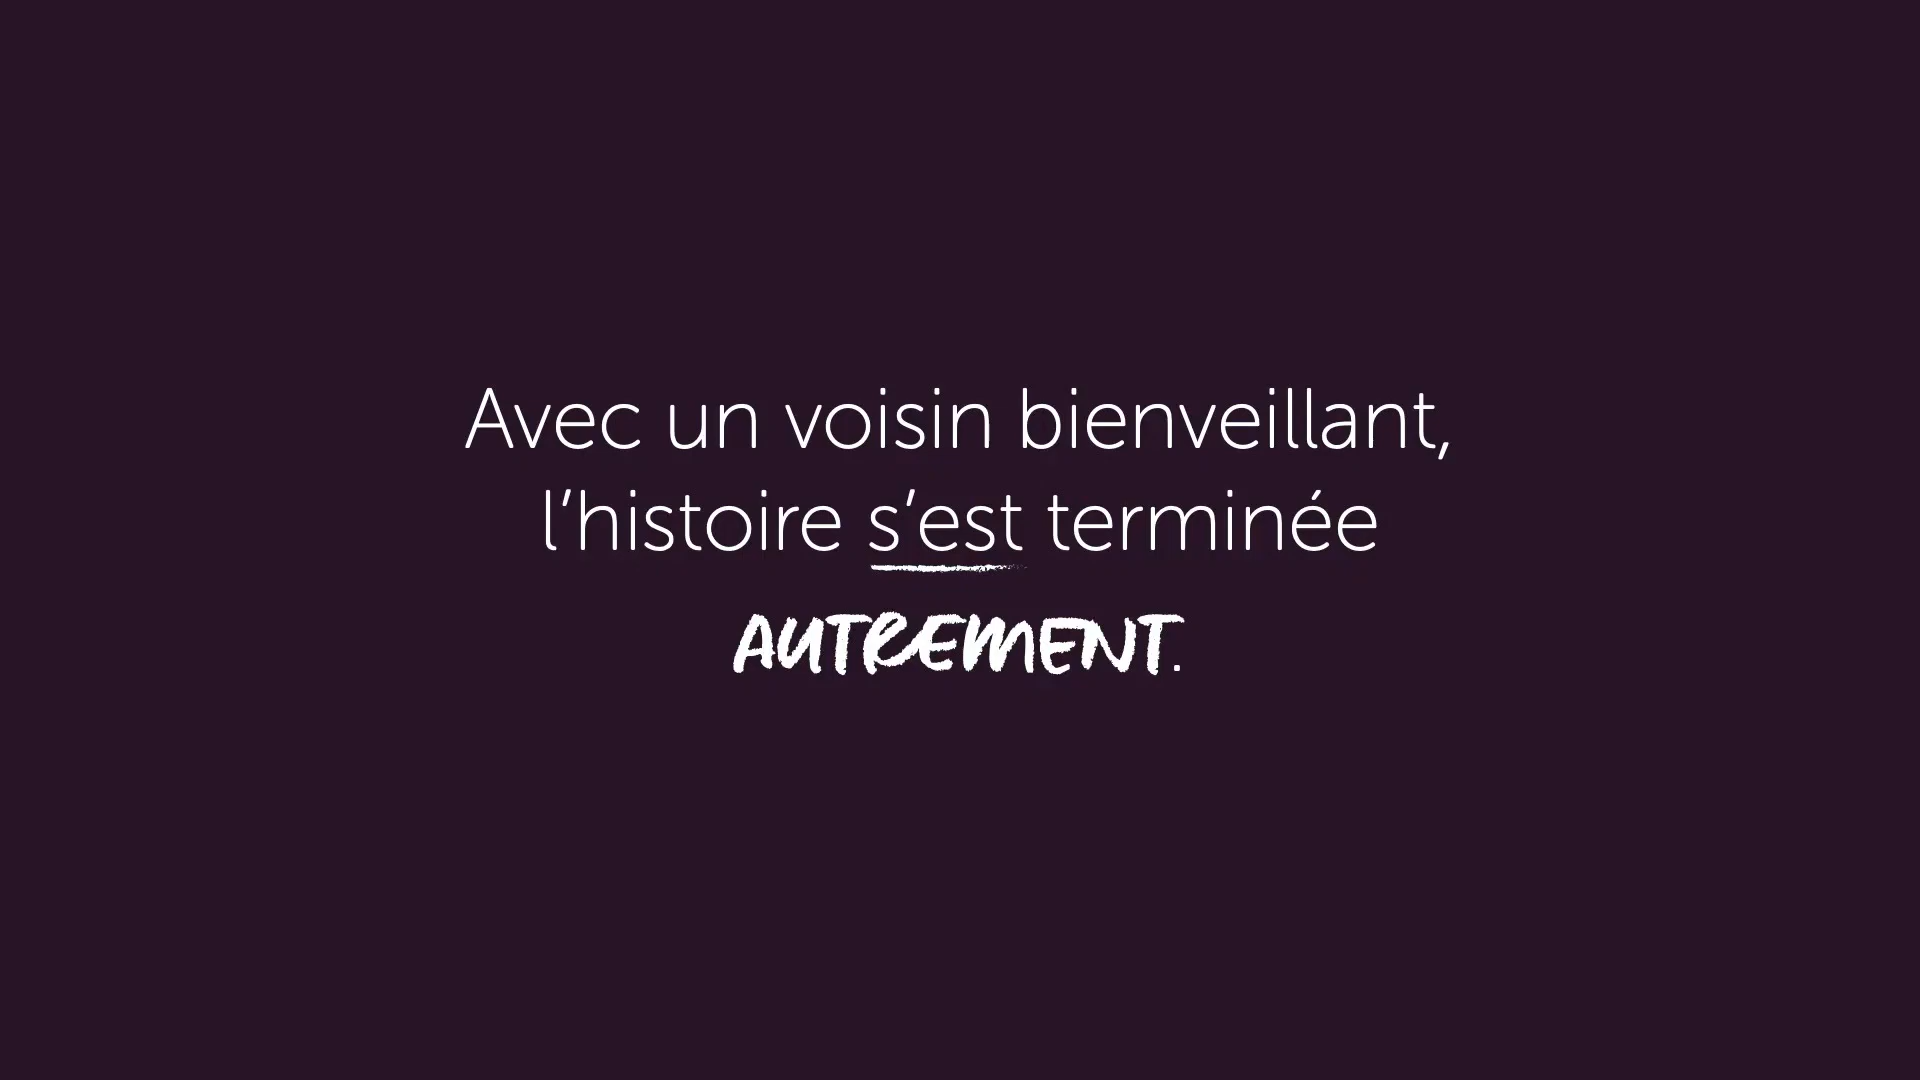 Avec un voisin bienveillant,
l’histoire s’est terminée
AUTREMENT.